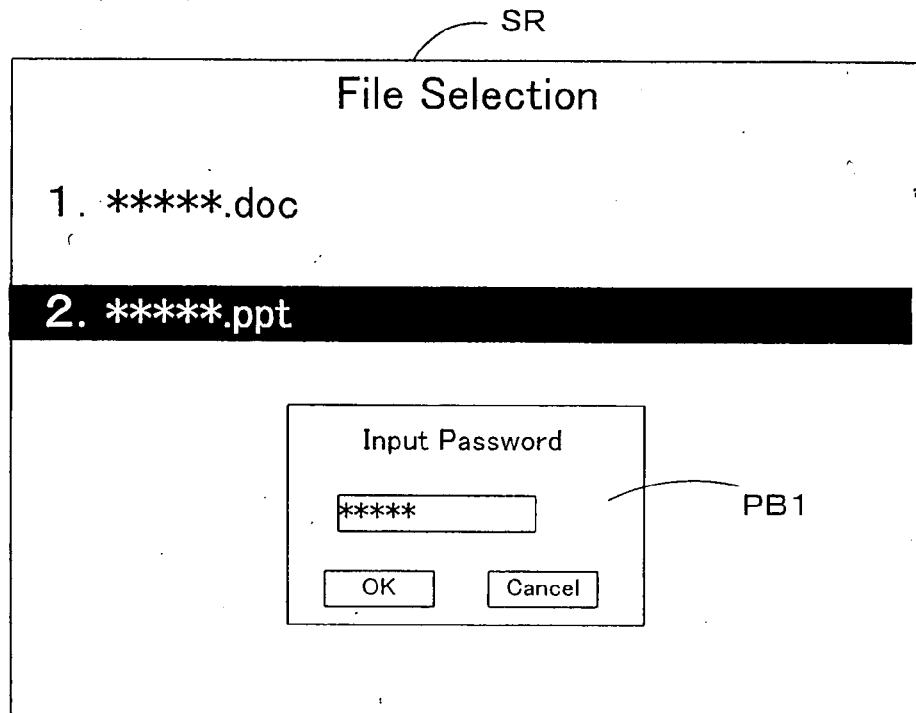 SR
File Selection
1. *****.doc
2. *****.ppt
Input Password
*****
PB1
OK Cancel